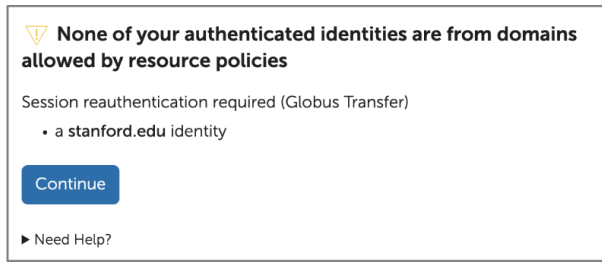 None of your authenticated identities are from domains
allowed by resource policies
Session reauthentication required (Globus Transfer)
• a stanford.edu identity
Continue
▶ Need Help?